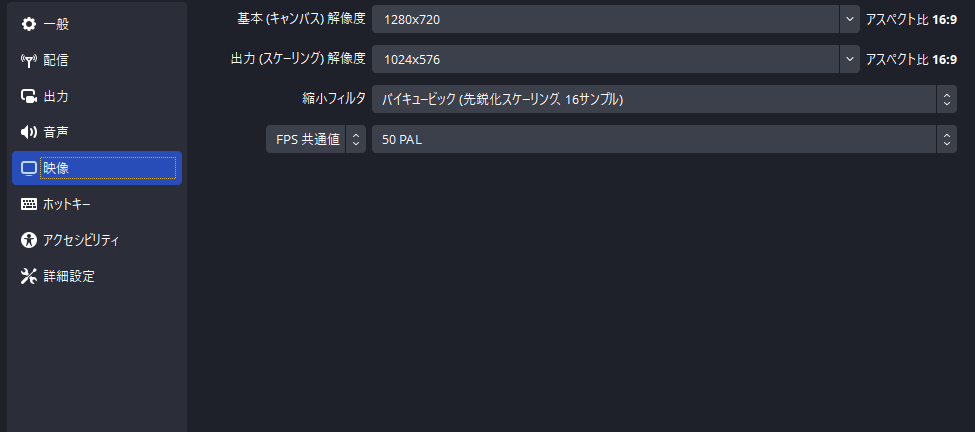 一般
配信
出力
音声
映像
ホットキー
アクセシビリティ
詳細設定
基本 (キャンバス) 解像度 1280x720 アスペクト比 16:9
出力 (スケーリング) 解像度 1024x576 アスペクト比 16:9
縮小フィルタ バイキュービック (先鋭化スケーリング, 16サンプル)
FPS 共通値 50 PAL